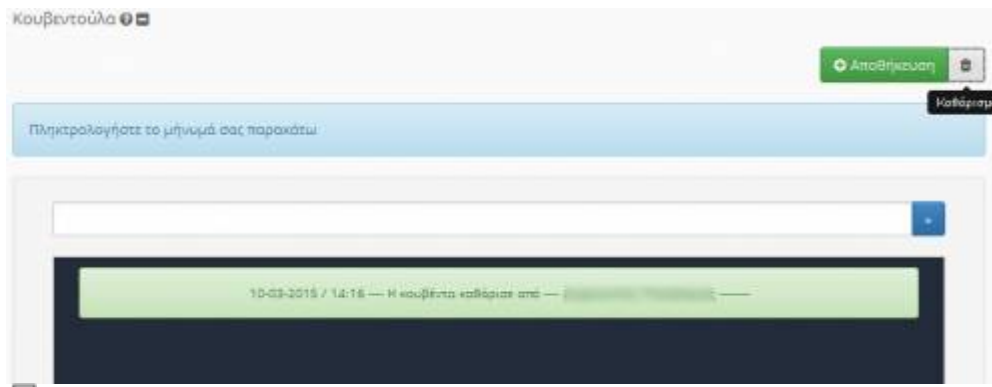 Κουβεντούλα
Αποθήκευση
Καθάρισμ
Πληκτρολογήστε το μήνυμά σας παρακάτω
»
10-03-2015 / 14:16 — Η κουβέντα καθάρισε από — ——